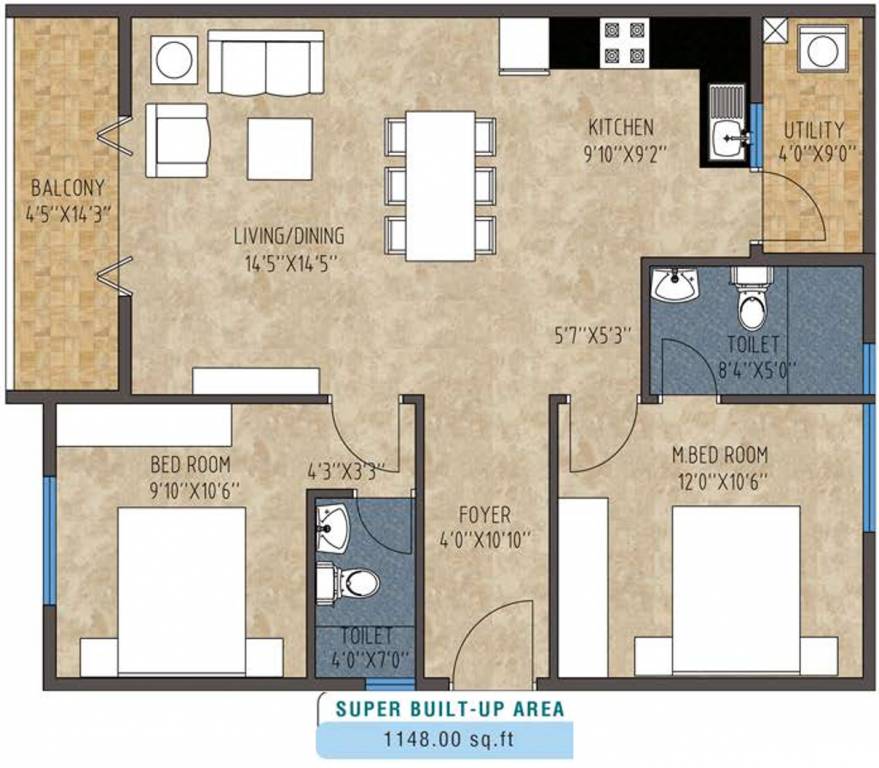 KITCHEN
9'10''X9'2''
UTILITY
4'0''X9'0''
BALCONY
4'5''X14'3''
LIVING/DINING
14'5''X14'5''
5'7''X5'3''
TOILET
8'4''X5'0''
BED ROOM
9'10''X10'6''
4'3''X3'3''
M.BED ROOM
12'0''X10'6''
FOYER
4'0''X10'10''
TOILET
4'0''X7'0''
SUPER BUILT-UP AREA
1148.00 sq.ft